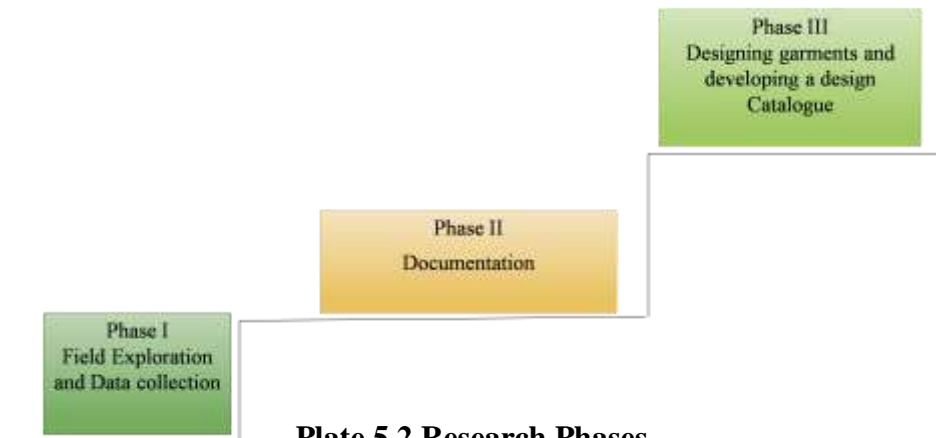 Phase III
Designing garments and
developing a design
Catalogue
Phase II
Documentation
Phase I
Field Exploration
and Data collection
Plate 5.2 Research Phases